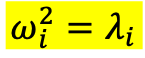 ω_i^2 = λ_i